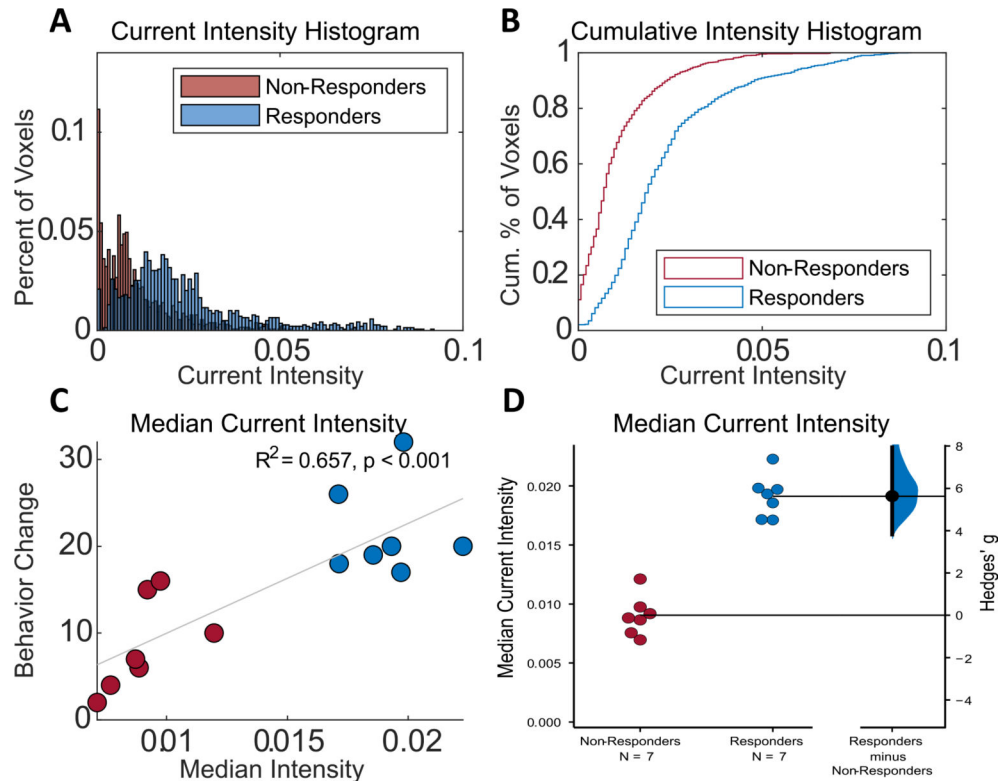 A
Current Intensity Histogram
Non-Responders
Responders
Percent of Voxels
0.1
0.05
0
0
0.05
0.1
Current Intensity
B
Cumulative Intensity Histogram
Cum. % of Voxels
1
0.8
0.6
0.4
0.2
0
Non-Responders
Responders
0
0.05
0.1
Current Intensity
C
Median Current Intensity
R2 = 0.657, p < 0.001
Behavior Change
30
20
10
0
0.01
0.015
0.02
Median Intensity
D
Median Current Intensity
Median Current Intensity
0.020
0.015
0.010
0.005
0.000
8
6
4
2
0
−2
−4
Hedges' g
Non-Responders
N = 7
Responders
N = 7
Responders
minus
Non-Responders